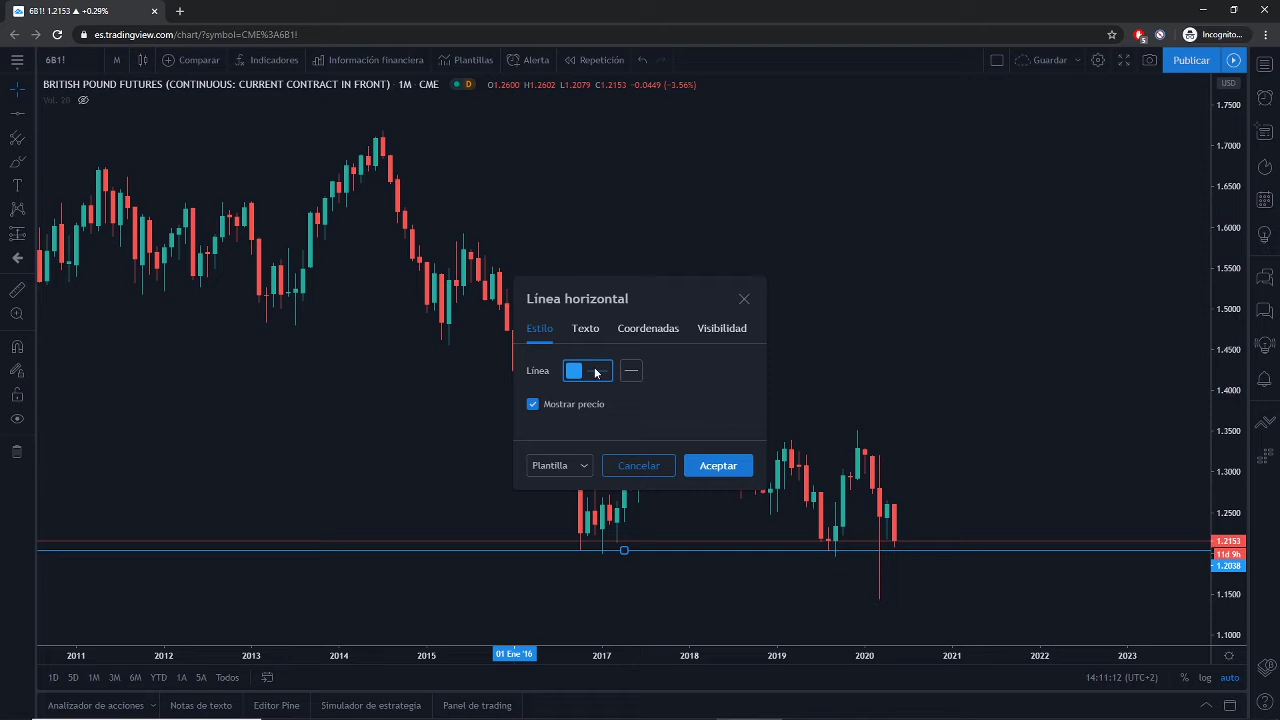 6B1! 1.2153 ▲ +0.29%
es.tradingview.com/chart/?symbol=CME%3A6B1!
5
Incognito...
6B1!
M
Comparar
Indicadores
Información financiera
Plantillas
Alerta
Repetición
Guardar
Publicar
BRITISH POUND FUTURES (CONTINUOUS: CURRENT CONTRACT IN FRONT) · 1M · CME
D
O1.2600 H1.2602 L1.2079 C1.2153 -0.0449 (-3.56%)
Vol. 20
USD
1.7500
1.7000
1.6500
1.6000
1.5500
1.5000
1.4500
1.4000
1.3500
1.3000
1.2500
1.2153
11d 9h
1.2038
1.1500
1.1000
Línea horizontal
Estilo
Texto
Coordenadas
Visibilidad
Línea
Mostrar precio
Plantilla
Cancelar
Aceptar
2011
2012
2013
2014
2015
01 Ene '16
2017
2018
2019
2020
2021
2022
2023
1D 5D 1M 3M 6M YTD 1A 5A Todos
14:11:12 (UTC+2)
%
log
auto
Analizador de acciones
Notas de texto
Editor Pine
Simulador de estrategia
Panel de trading